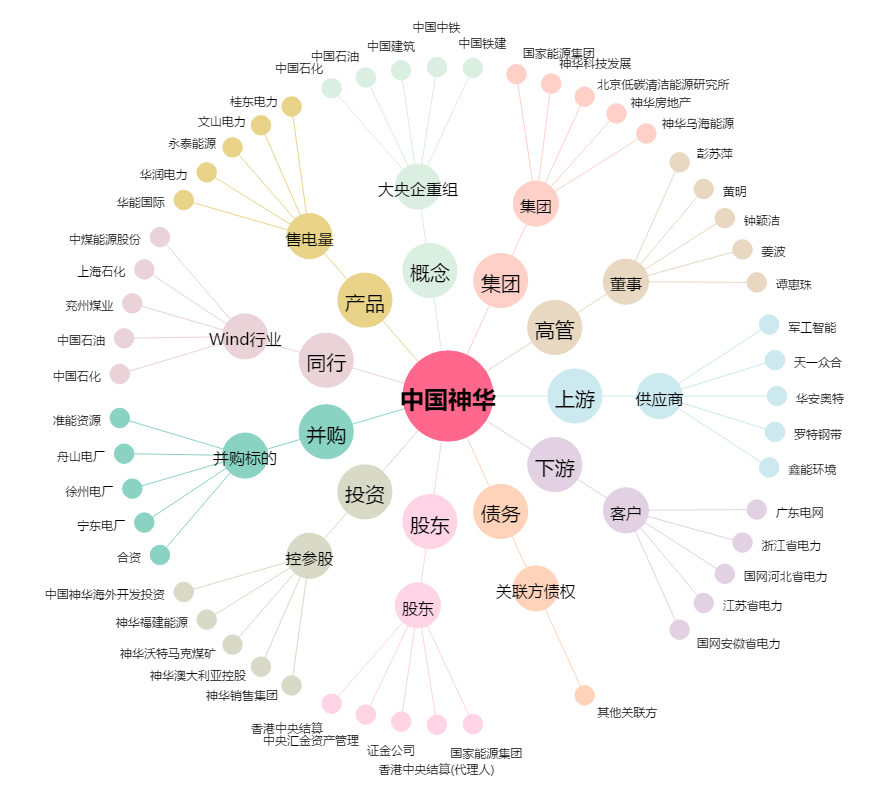 中国中铁
中国建筑
中国铁建
中国石油
中国石化
国家能源集团
神华科技发展
北京低碳清洁能源研究所
神华房地产
神华乌海能源
桂东电力
文山电力
永泰能源
华润电力
华能国际
大央企重组
集团
彭苏萍
黄明
钟颖洁
姜波
谭惠珠
售电量
概念
集团
董事
中煤能源股份
上海石化
兖州煤业
中国石油
中国石化
产品
高管
Wind行业
同行
军工智能
天一众合
华安奥特
罗特钢带
鑫能环境
中国神华
上游
供应商
准能资源
舟山电厂
徐州电厂
宁东电厂
合资
并购标的
并购
下游
客户
广东电网
浙江省电力
国网河北省电力
江苏省电力
国网安徽省电力
投资
股东
债务
控参股
股东
关联方债权
中国神华海外开发投资
神华福建能源
神华沃特马克煤矿
神华澳大利亚控股
神华销售集团
其他关联方
香港中央结算
中央汇金资产管理
证金公司
香港中央结算(代理人)
国家能源集团